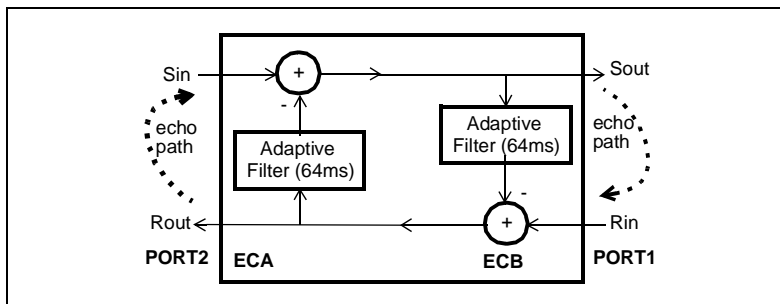 Sin
+
Sout
-
echo
path
Adaptive
Filter (64ms)
Adaptive
Filter (64ms)
echo
path
-
Rout
+
Rin
PORT2
ECA
ECB
PORT1